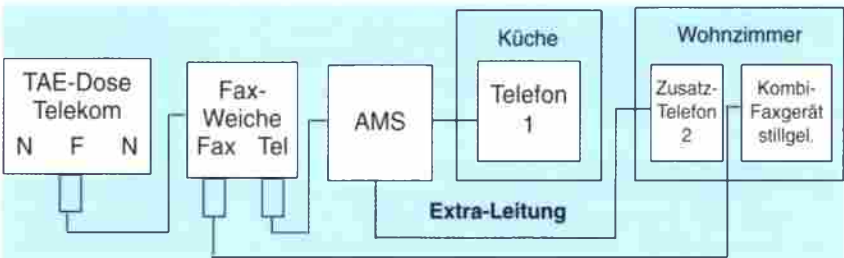 TAE-Dose
Telekom
N F N
Fax-
Weiche
Fax Tel
AMS
Küche
Telefon
1
Wohnzimmer
Zusatz-
Telefon
2
Kombi-
Faxgerät
stillgel.
Extra-Leitung